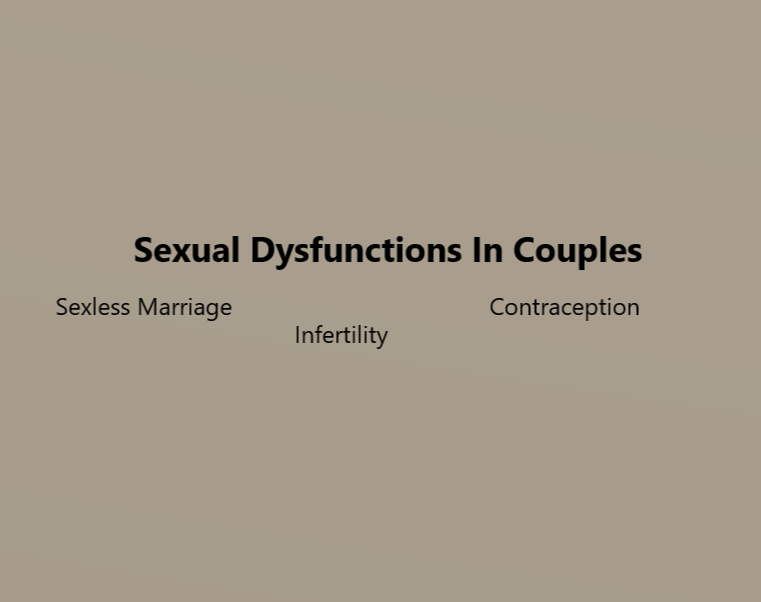 Sexual Dysfunctions In Couples
Sexless Marriage
Contraception
Infertility